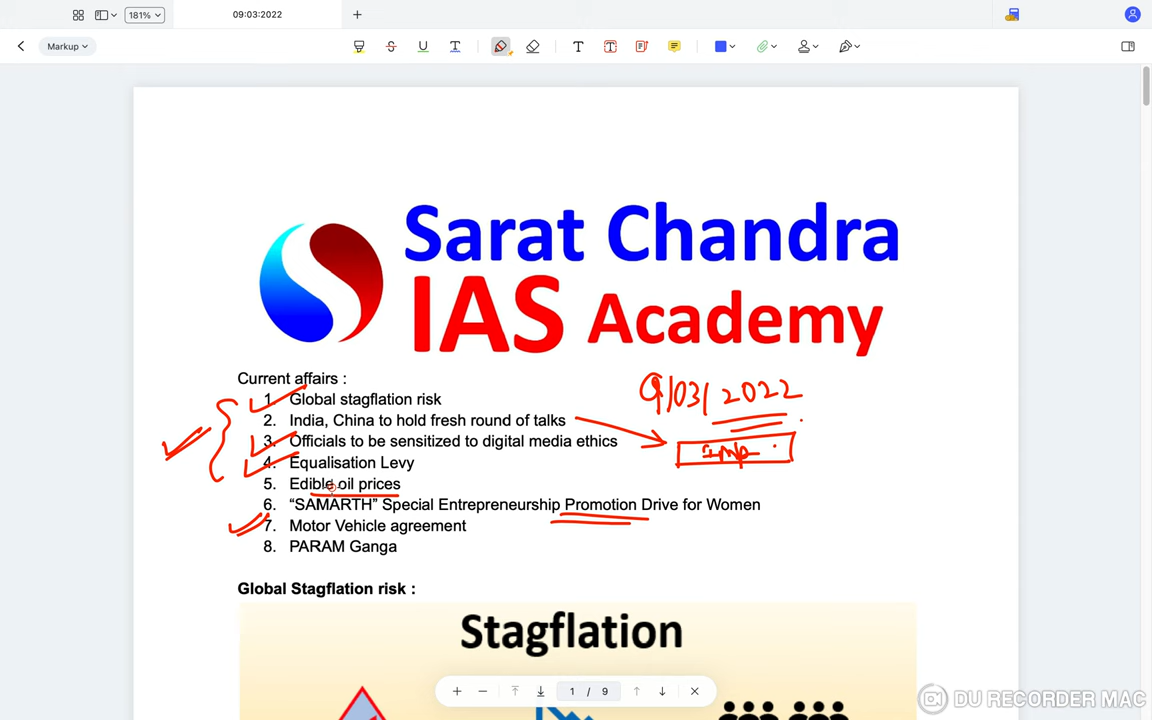 181%
09:03:2022
Markup
Sarat Chandra
IAS Academy
Current affairs :
1. Global stagflation risk
2. India, China to hold fresh round of talks
3. Officials to be sensitized to digital media ethics
4. Equalisation Levy
5. Edible oil prices
6. “SAMARTH” Special Entrepreneurship Promotion Drive for Women
7. Motor Vehicle agreement
8. PARAM Ganga
9/03/2022
Imp
Global Stagflation risk :
Stagflation
1 / 9
DU RECORDER MAC